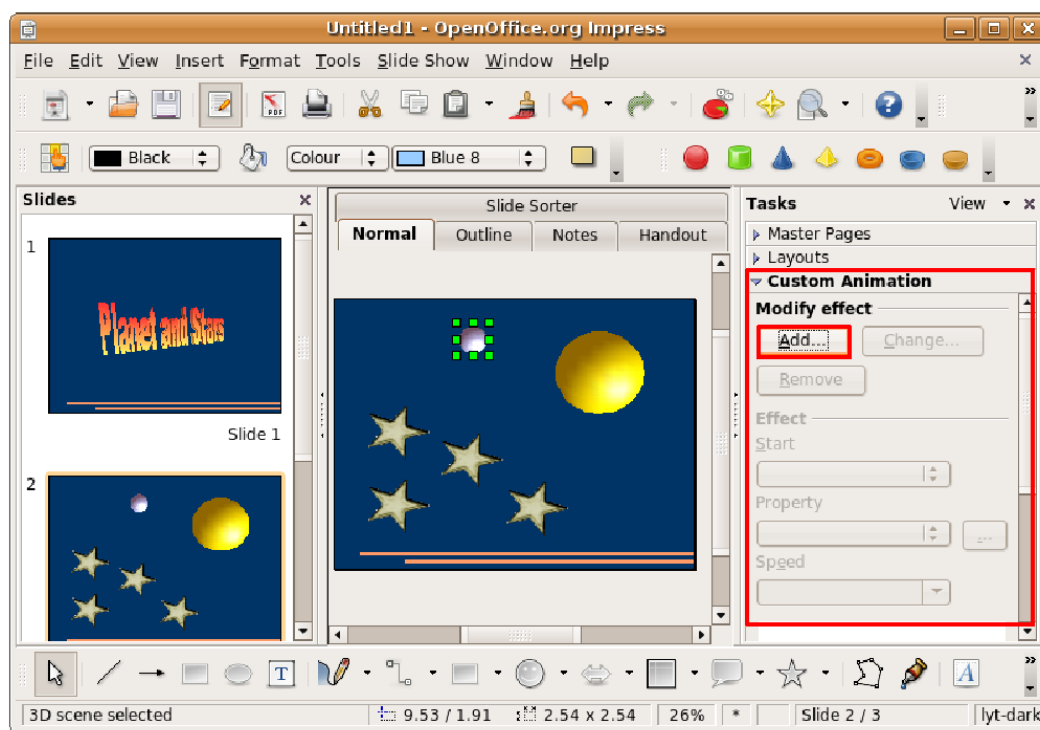 Untitled1 - OpenOffice.org Impress
File Edit View Insert Format Tools Slide Show Window Help
PDF
Black Colour Blue 8
Slides
Slide Sorter
Tasks View
Normal Outline Notes Handout
Master Pages
Layouts
Custom Animation
1
Planet and Stars
Slide 1
2
Modify effect
Add... Change...
Remove
Effect
Start
Property
...
Speed
T
A
3D scene selected 9.53 / 1.91 2.54 x 2.54 26% * Slide 2 / 3 lyt-dark